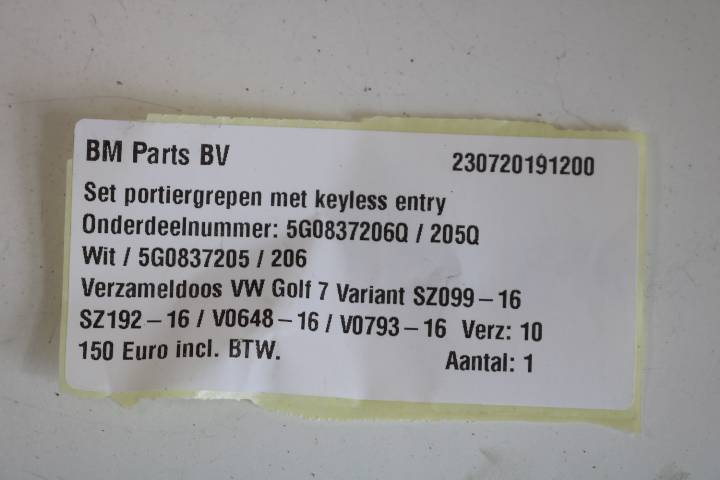 BM Parts BV 230720191200
Set portiergrepen met keyless entry
Onderdeelnummer: 5G0837206Q / 205Q
Wit / 5G0837205 / 206
Verzameldoos VW Golf 7 Variant SZ099-16
SZ192-16 / V0648-16 / V0793-16 Verz: 10
150 Euro incl. BTW. Aantal: 1